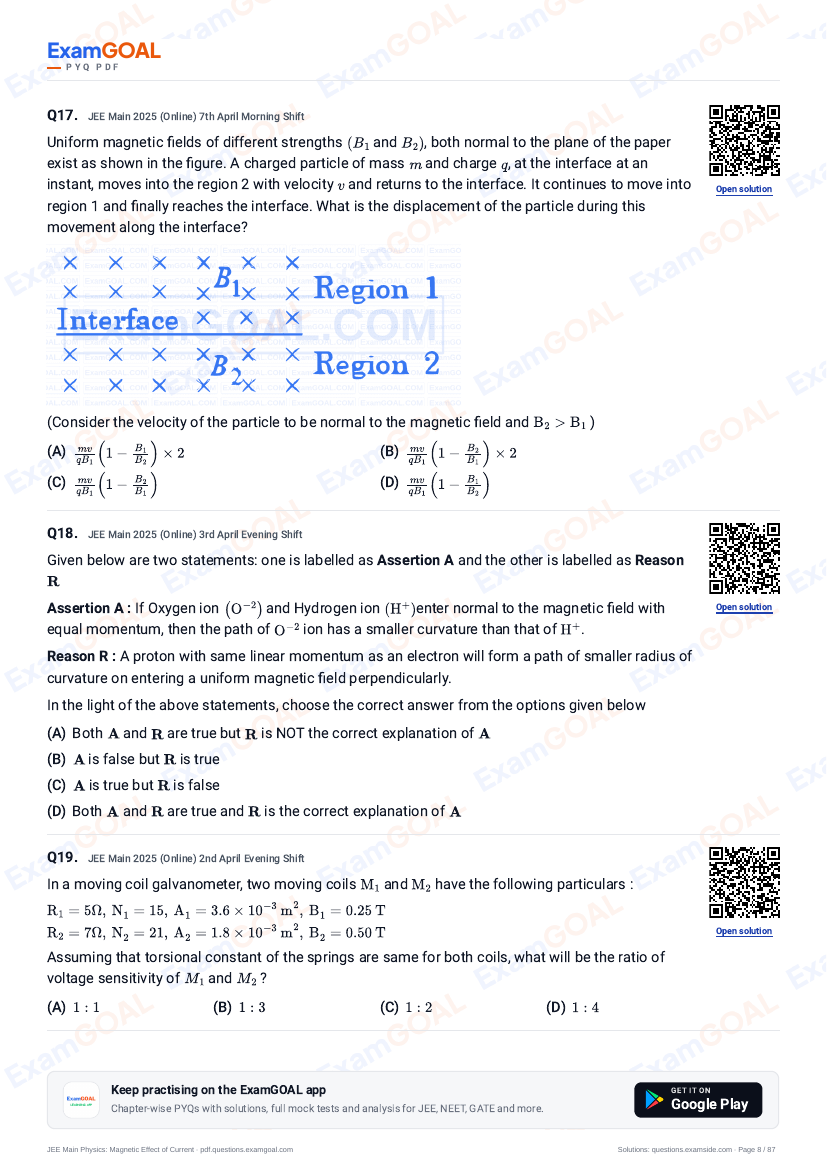 ExamGOAL
PYQ PDF
Q17. JEE Main 2025 (Online) 7th April Morning Shift
Uniform magnetic fields of different strengths (B₁ and B₂), both normal to the plane of the paper
exist as shown in the figure. A charged particle of mass m and charge q, at the interface at an
instant, moves into the region 2 with velocity v and returns to the interface. It continues to move into
region 1 and finally reaches the interface. What is the displacement of the particle during this
movement along the interface?
Open solution
B₁
Region 1
Interface
EXAMGOAL.COM
B₂
Region 2
(Consider the velocity of the particle to be normal to the magnetic field and B₂ > B₁ )
(A) mv/qB₁ (1 − B₁/B₂) × 2
(B) mv/qB₁ (1 − B₂/B₁) × 2
(C) mv/qB₁ (1 − B₂/B₁)
(D) mv/qB₁ (1 − B₁/B₂)
Q18. JEE Main 2025 (Online) 3rd April Evening Shift
Given below are two statements: one is labelled as Assertion A and the other is labelled as Reason
R.
Open solution
Assertion A : If Oxygen ion (O⁻²) and Hydrogen ion (H⁺)enter normal to the magnetic field with
equal momentum, then the path of O⁻² ion has a smaller curvature than that of H⁺.
Reason R : A proton with same linear momentum as an electron will form a path of smaller radius of
curvature on entering a uniform magnetic field perpendicularly.
In the light of the above statements, choose the correct answer from the options given below
(A) Both A and R are true but R is NOT the correct explanation of A
(B) A is false but R is true
(C) A is true but R is false
(D) Both A and R are true and R is the correct explanation of A
Q19. JEE Main 2025 (Online) 2nd April Evening Shift
In a moving coil galvanometer, two moving coils M₁ and M₂ have the following particulars :
R₁ = 5Ω, N₁ = 15, A₁ = 3.6 × 10⁻³ m², B₁ = 0.25 T
R₂ = 7Ω, N₂ = 21, A₂ = 1.8 × 10⁻³ m², B₂ = 0.50 T
Open solution
Assuming that torsional constant of the springs are same for both coils, what will be the ratio of
voltage sensitivity of M₁ and M₂ ?
(A) 1 : 1
(B) 1 : 3
(C) 1 : 2
(D) 1 : 4
ExamGOAL
Keep practising on the ExamGOAL app
Chapter-wise PYQs with solutions, full mock tests and analysis for JEE, NEET, GATE and more.
GET IT ON
Google Play
JEE Main Physics: Magnetic Effect of Current · pdf.questions.examgoal.com
Solutions: questions.examside.com · Page 8 / 87